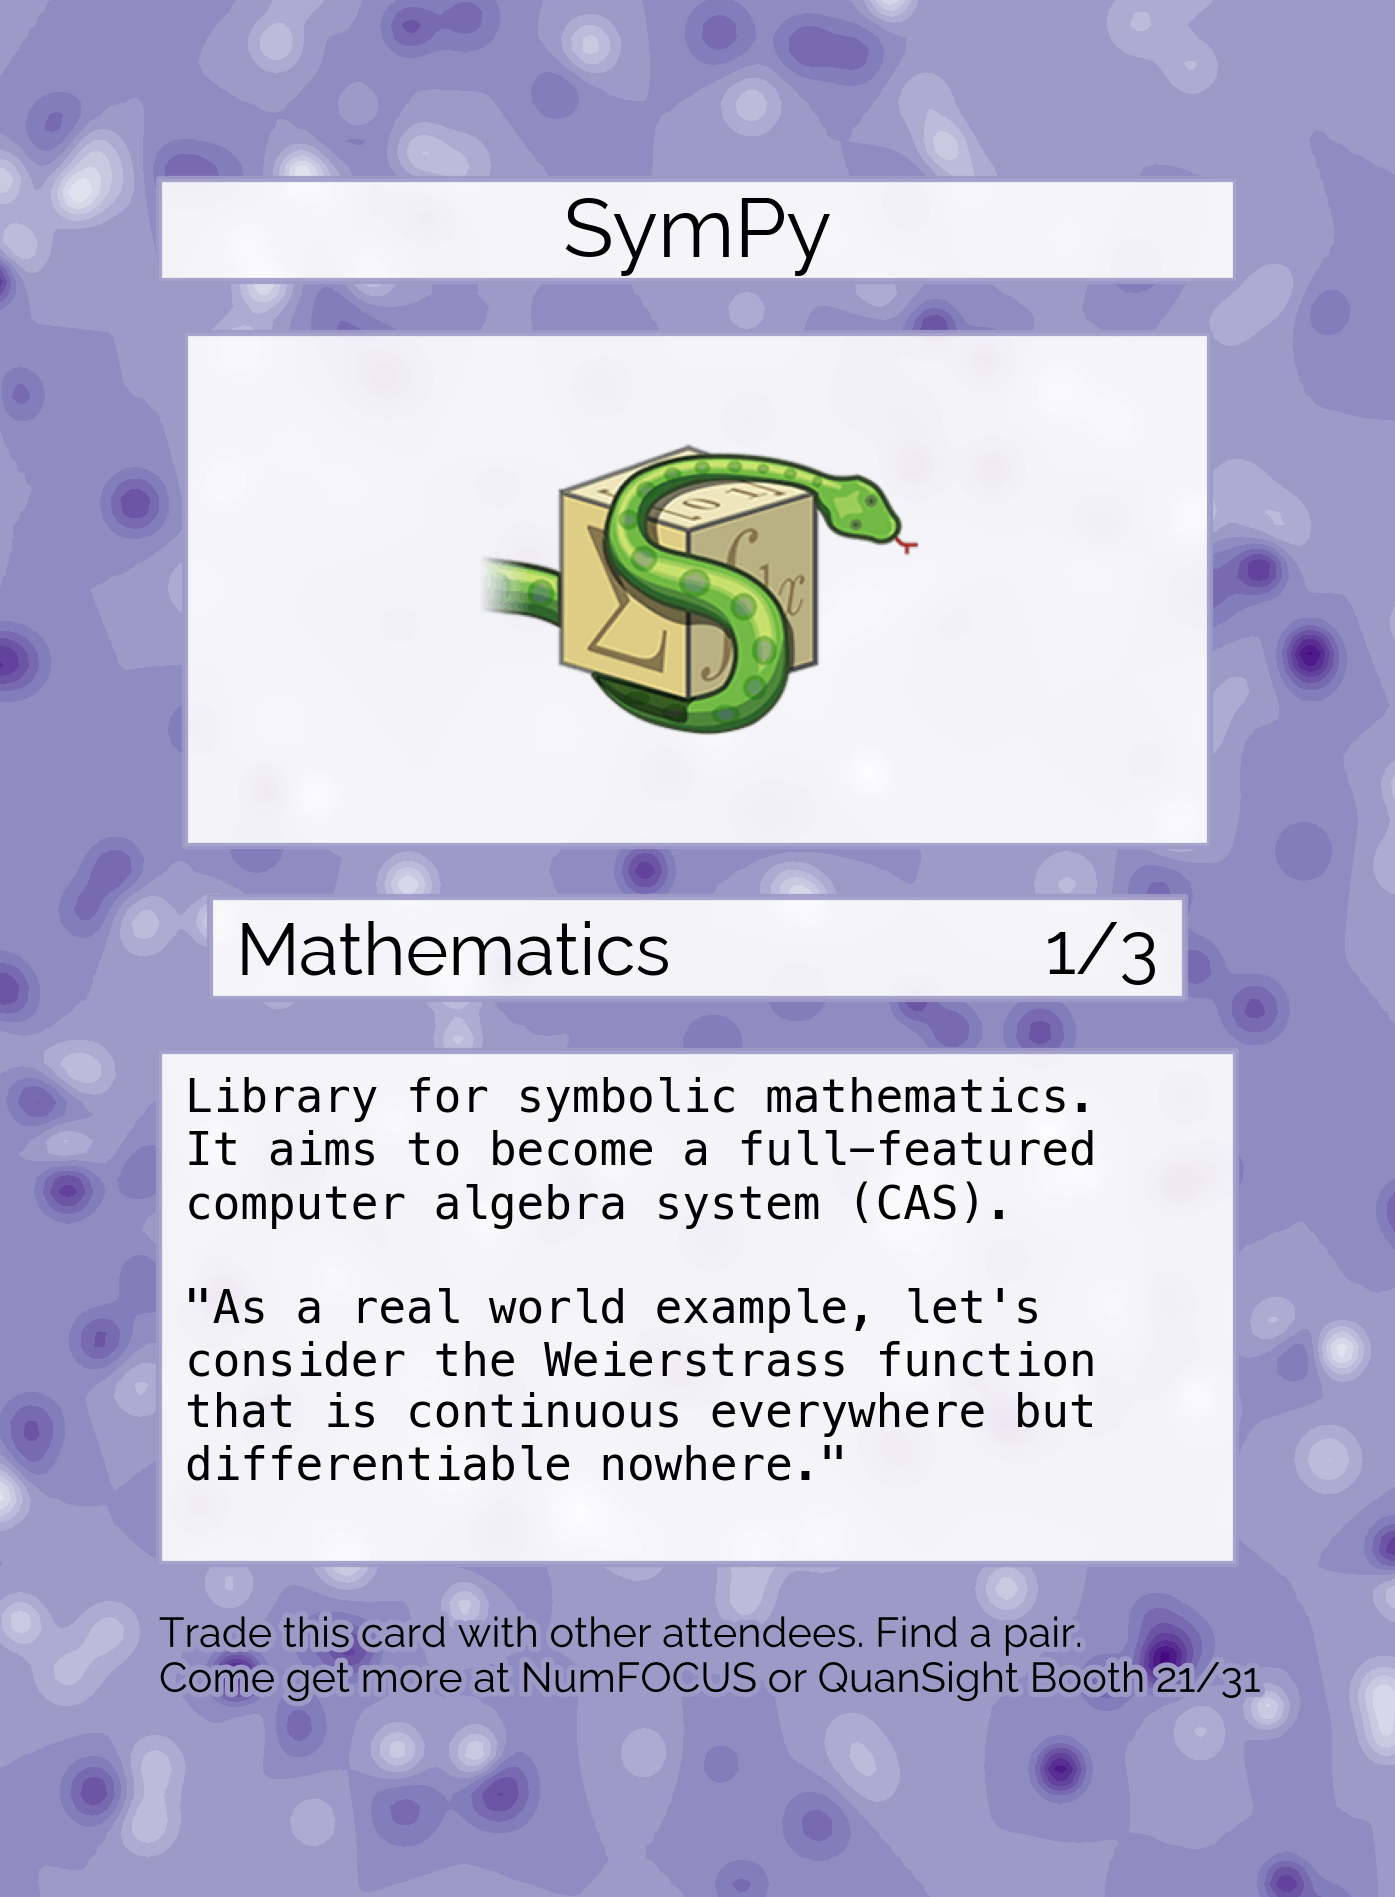 SymPy
Mathematics 1/3
Library for symbolic mathematics.
It aims to become a full–featured
computer algebra system (CAS).
"As a real world example, let's
consider the Weierstrass function
that is continuous everywhere but
differentiable nowhere."
Trade this card with other attendees. Find a pair.
Come get more at NumFOCUS or QuanSight Booth 21/31